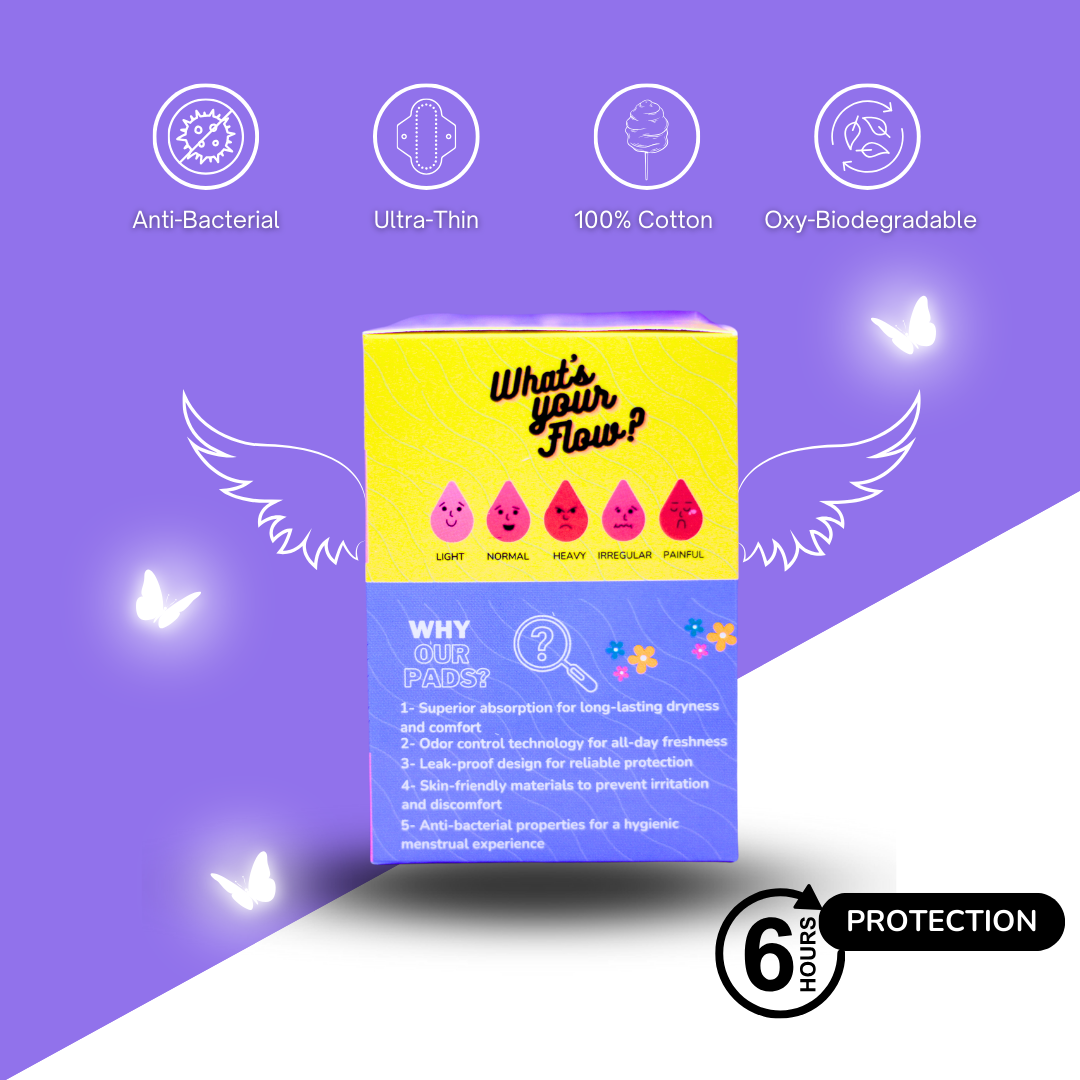 Anti-Bacterial
Ultra-Thin
100% Cotton
Oxy-Biodegradable
What's
your
Flow?
LIGHT
NORMAL
HEAVY
IRREGULAR
PAINFUL
WHY
OUR
PADS?
?
1- Superior absorption for long-lasting dryness
and comfort
2- Odor control technology for all-day freshness
3- Leak-proof design for reliable protection
4- Skin-friendly materials to prevent irritation
and discomfort
5- Anti-bacterial properties for a hygienic
menstrual experience
6
HOURS
PROTECTION